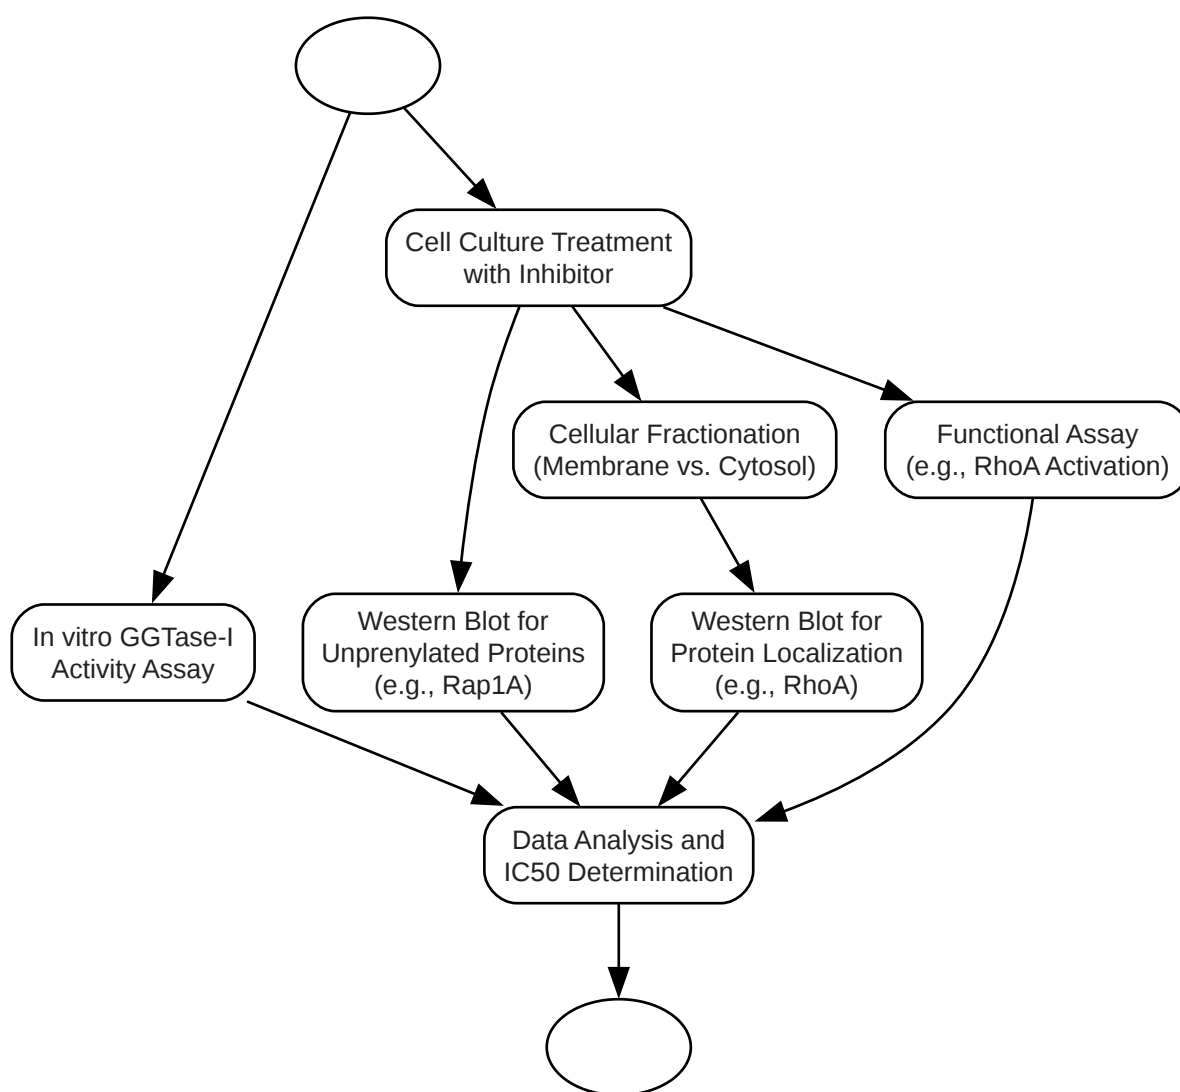 Cell Culture Treatment
with Inhibitor
Cellular Fractionation
(Membrane vs. Cytosol)
Functional Assay
(e.g., RhoA Activation)
In vitro GGTase-I
Activity Assay
Western Blot for
Unprenylated Proteins
(e.g., Rap1A)
Western Blot for
Protein Localization
(e.g., RhoA)
Data Analysis and
IC50 Determination